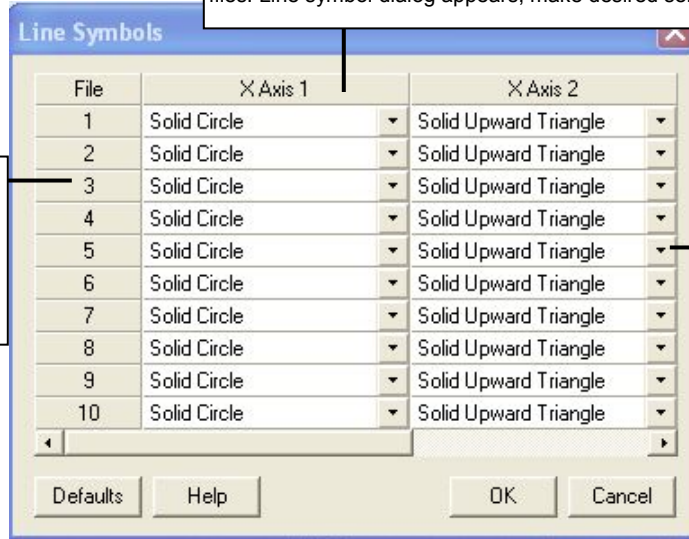 files. Line symbol dialog appears, make desired
Line Symbols
File X Axis 1 X Axis 2
1 Solid Circle Solid Upward Triangle
2 Solid Circle Solid Upward Triangle
3 Solid Circle Solid Upward Triangle
4 Solid Circle Solid Upward Triangle
5 Solid Circle Solid Upward Triangle
6 Solid Circle Solid Upward Triangle
7 Solid Circle Solid Upward Triangle
8 Solid Circle Solid Upward Triangle
9 Solid Circle Solid Upward Triangle
10 Solid Circle Solid Upward Triangle
Defaults Help OK Cancel